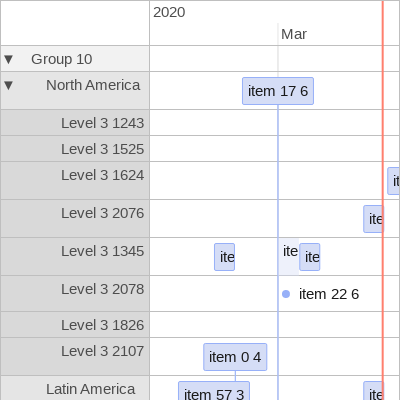 2020
Mar
▼ Group 10
▼ North America
item 17 6
Level 3 1243
Level 3 1525
Level 3 1624
it
Level 3 2076
ite
Level 3 1345
ite
ite
ite
Level 3 2078
item 22 6
Level 3 1826
Level 3 2107
item 0 4
Latin America
item 57 3
ite